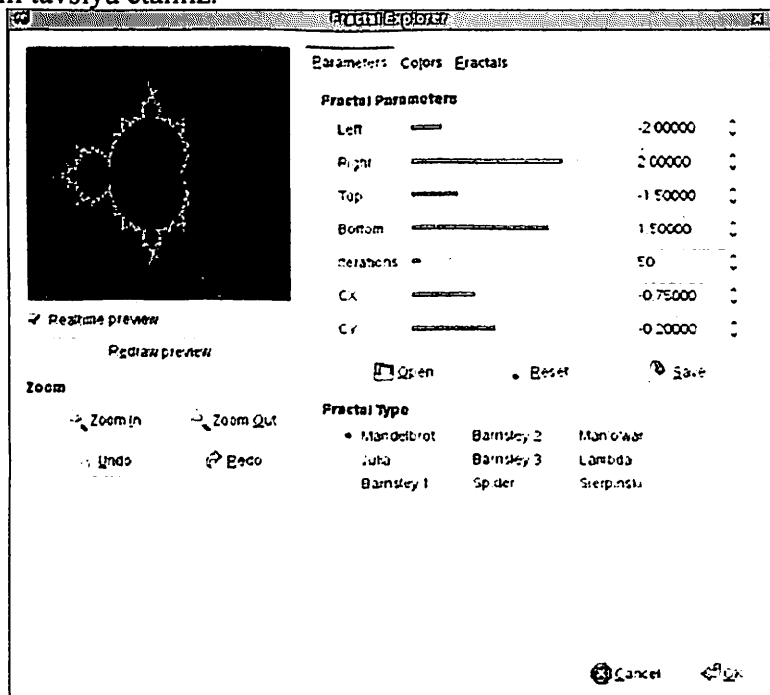 tavsiya etamiz.
Fractal Explorer
Parameters Colors Fractals
Fractal Parameters
Left -2.00000
Right 2.00000
Top -1.50000
Bottom 1.50000
Iterations 50
CX -0.75000
CY -0.20000
Realtime preview
Redraw preview
Open Reset Save
Zoom
Zoom In Zoom Out
Undo Redo
Fractal Type
Mandelbrot Barnsley 2 Man'o'war
Julia Barnsley 3 Lambda
Barnsley 1 Spider Sierpinski
Cancel OK